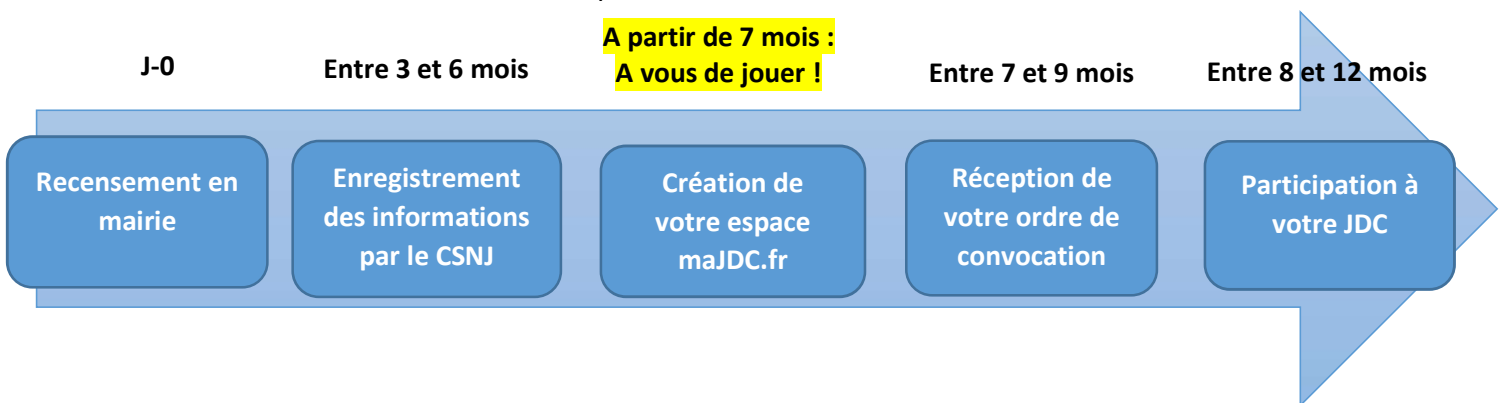 J-0
Entre 3 et 6 mois
A partir de 7 mois :
A vous de jouer !
Entre 7 et 9 mois
Entre 8 et 12 mois
Recensement en
mairie
Enregistrement
des informations
par le CSNJ
Création de
votre espace
maJDC.fr
Réception de
votre ordre de
convocation
Participation à
votre JDC